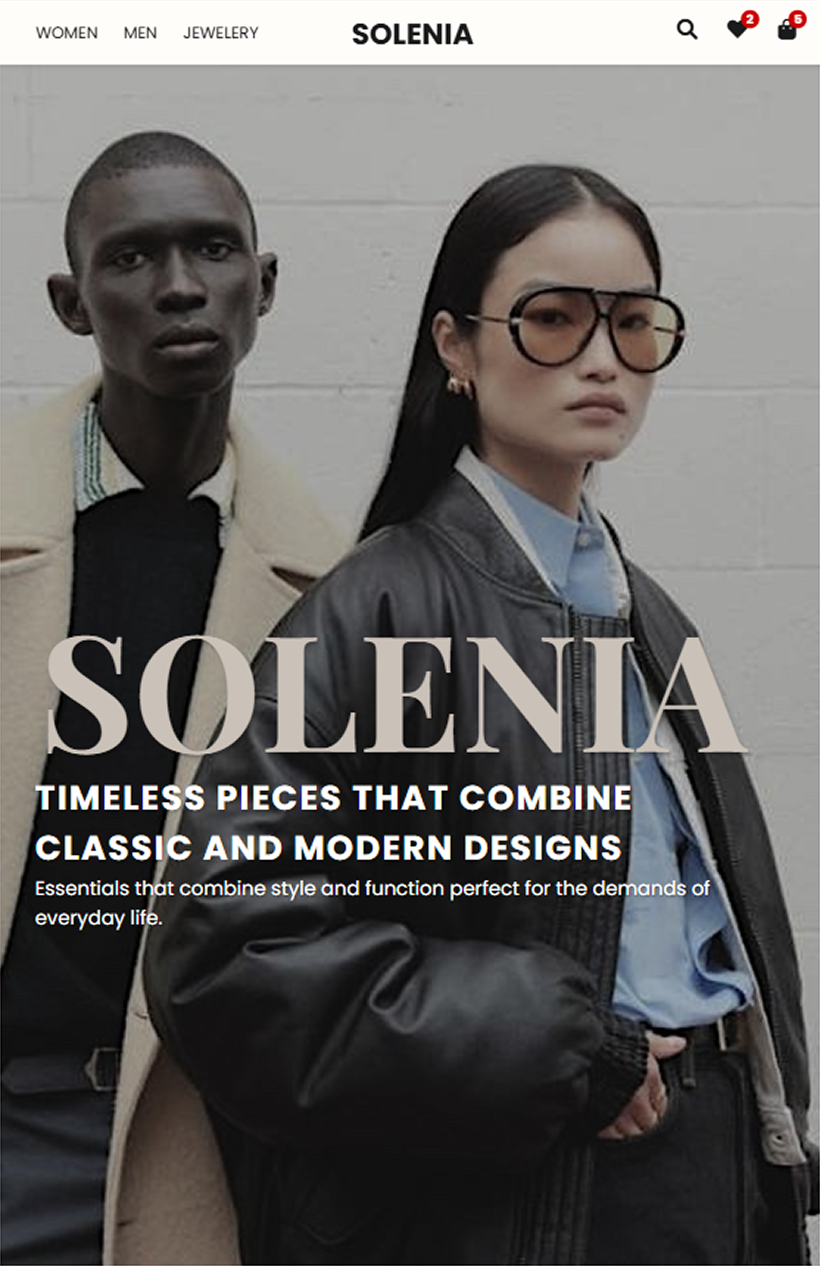 WOMEN MEN JEWELERY SOLENIA 2 5
SOLENIA
TIMELESS PIECES THAT COMBINE
CLASSIC AND MODERN DESIGNS
Essentials that combine style and function perfect for the demands of
everyday life.